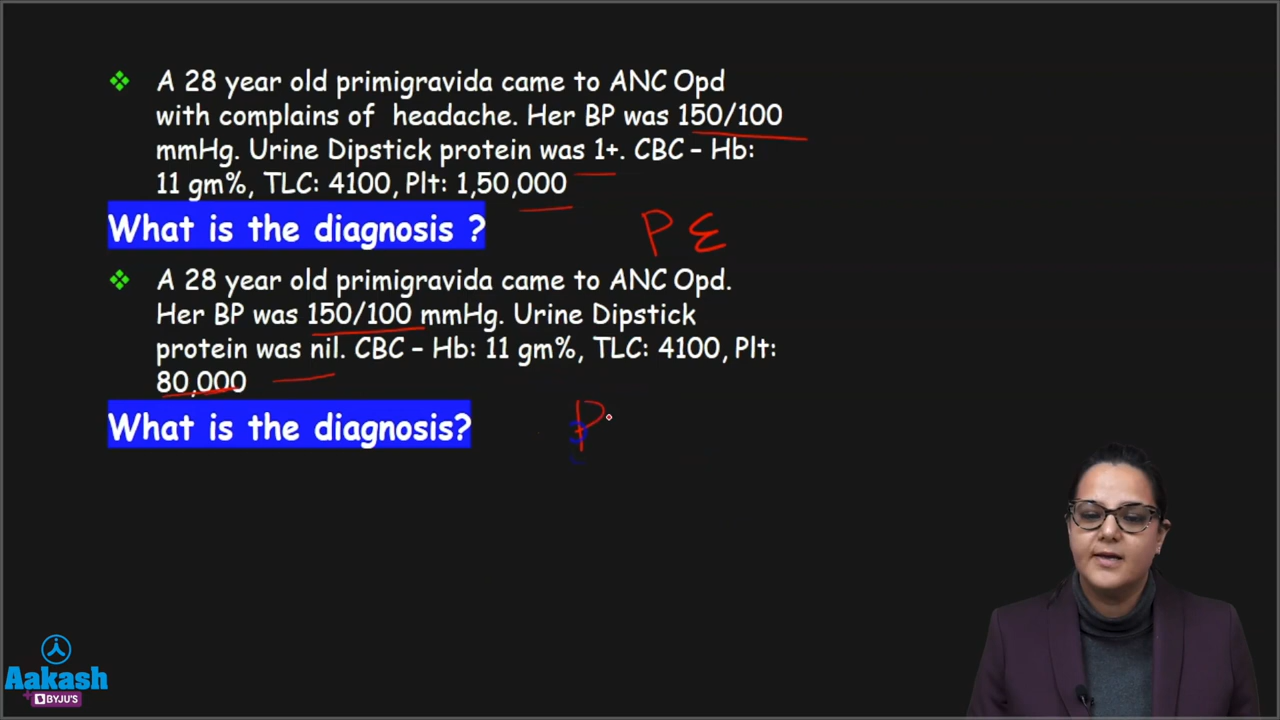 A 28 year old primigravida came to ANC Opd
with complains of headache. Her BP was 150/100
mmHg. Urine Dipstick protein was 1+. CBC – Hb:
11 gm%, TLC: 4100, Plt: 1,50,000
What is the diagnosis ?
P E
A 28 year old primigravida came to ANC Opd.
Her BP was 150/100 mmHg. Urine Dipstick
protein was nil. CBC – Hb: 11 gm%, TLC: 4100, Plt:
80,000
What is the diagnosis?
P
Aakash
+ BYJU'S